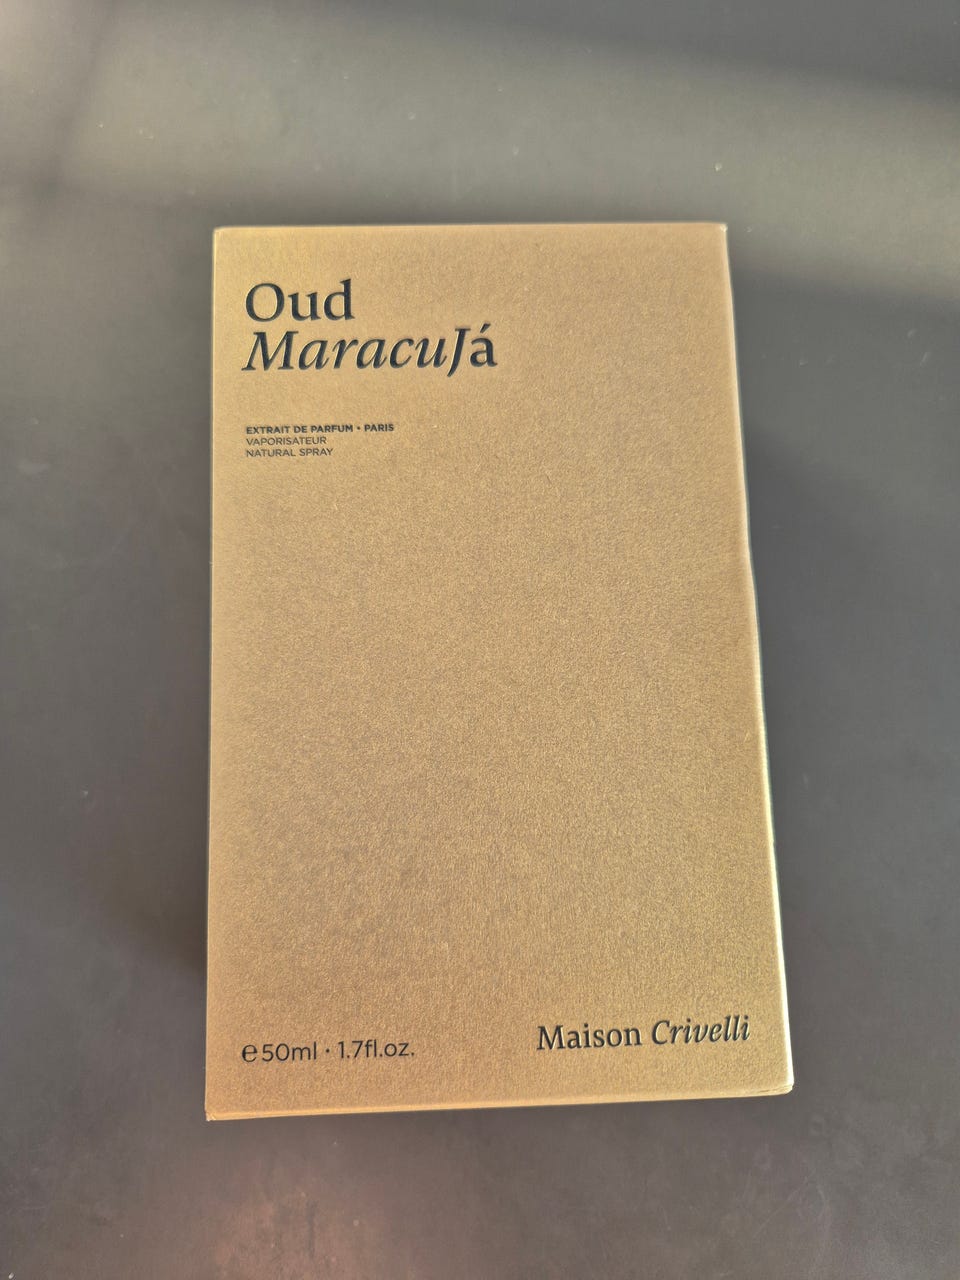 Oud
MaracuJá
EXTRAIT DE PARFUM • PARIS
VAPORISATEUR
NATURAL SPRAY
℮50ml · 1.7fl.oz.
Maison Crivelli